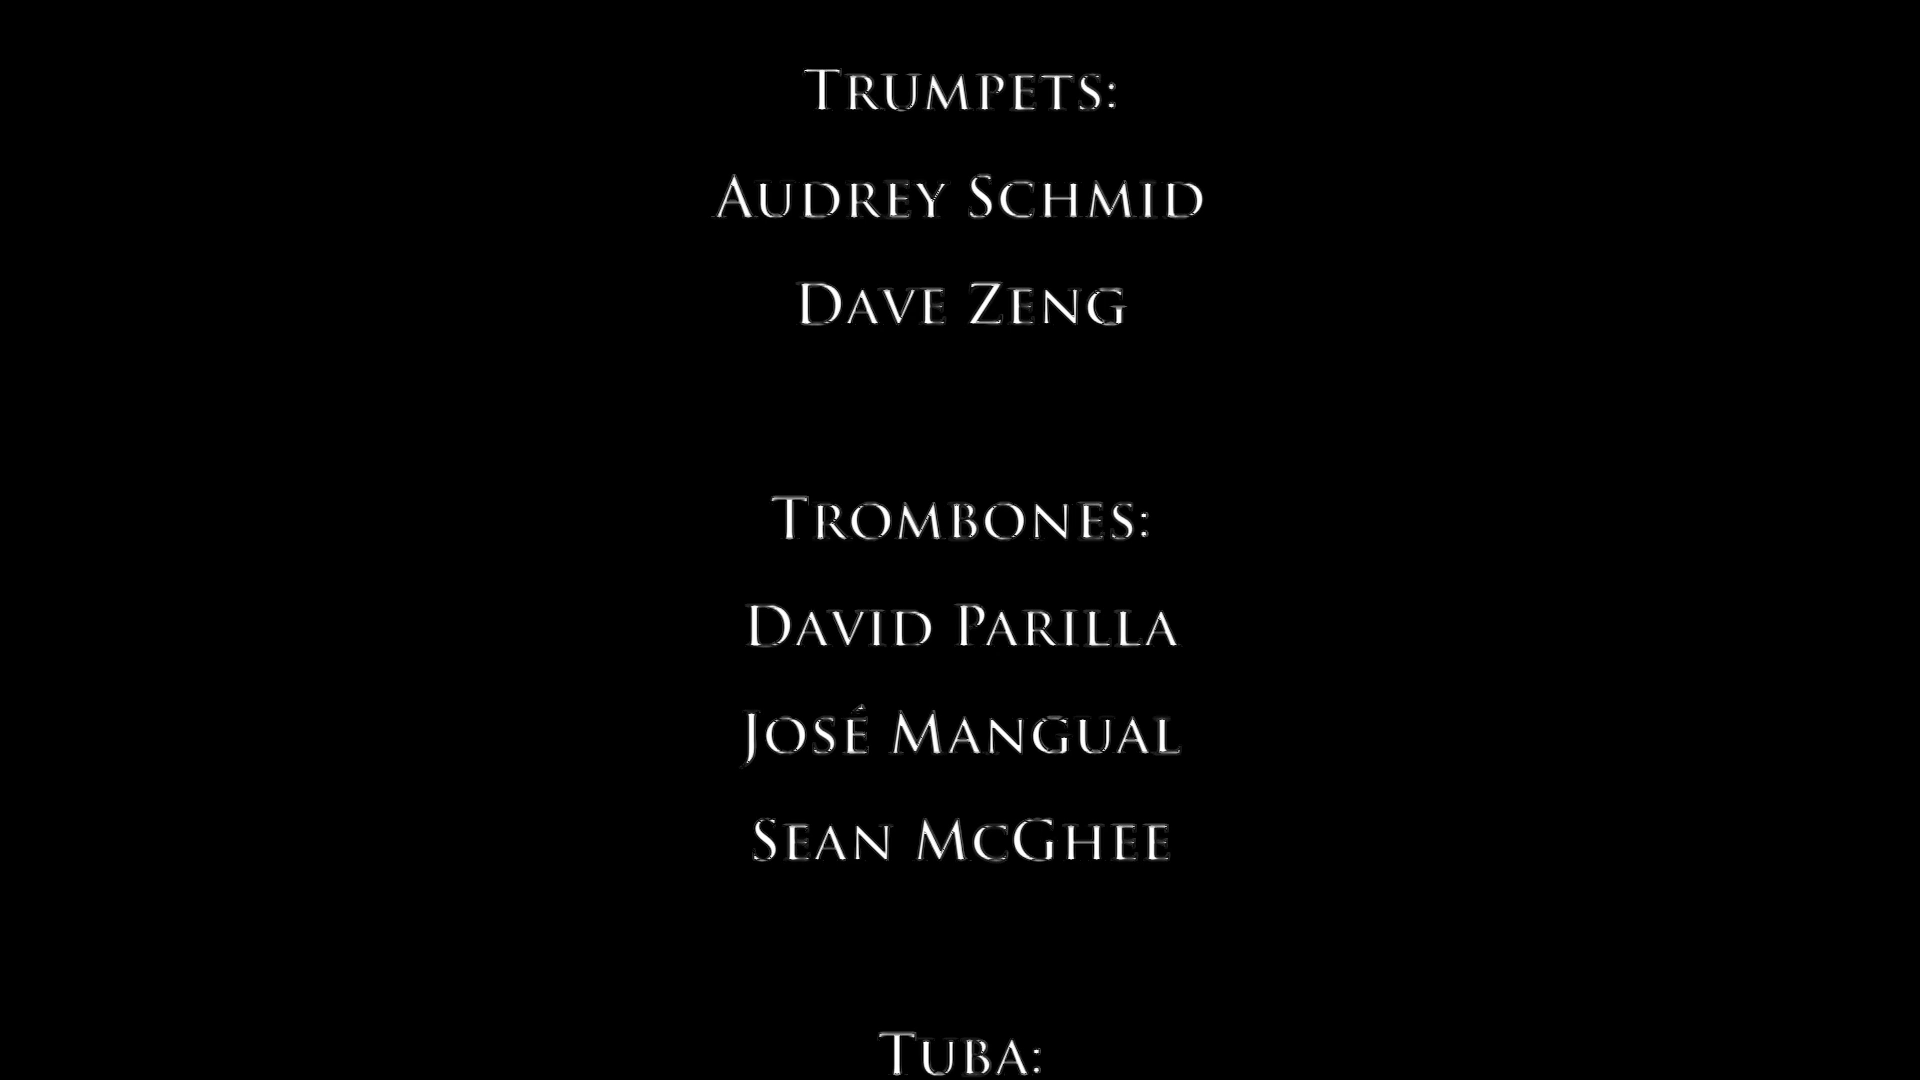 Trumpets:
Audrey Schmid
Dave Zeng
Trombones:
David Parilla
José Mangual
Sean McGhee
Tuba: